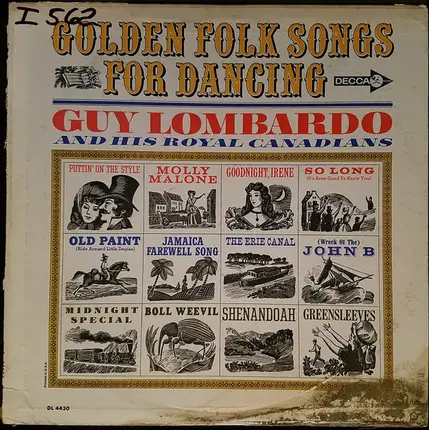 I 562
GOLDEN FOLK SONGS
FOR DANCING
DECCA
GUY LOMBARDO
AND HIS ROYAL CANADIANS
PUTTIN' ON THE STYLE
MOLLY
MALONE
GOODNIGHT, IRENE
SO LONG
(It's Been Good To Know You)
OLD PAINT
(Ride Around Little Dogies)
JAMAICA
FAREWELL SONG
THE ERIE CANAL
(Wreck Of The)
JOHN B
MIDNIGHT
SPECIAL
BOLL WEEVIL
SHENANDOAH
GREENSLEEVES
Printed in U.S.A.
DL 4430